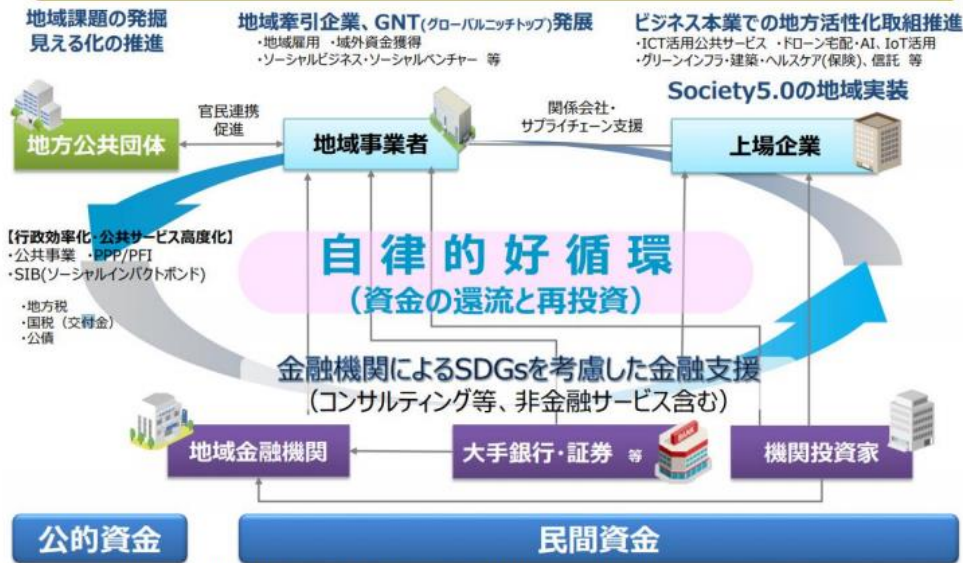 地域課題の発掘
見える化の推進
地域牽引企業、GNT(グローバルニッチトップ)発展
・地域雇用 ・域外資金獲得
・ソーシャルビジネス・ソーシャルベンチャー 等
ビジネス本業での地方活性化取組推進
・ICT活用公共サービス ・ドローン宅配・AI、IoT活用
・グリーンインフラ・建築・ヘルスケア(保険)、信託 等
Society5.0の地域実装
地方公共団体
官民連携
促進
地域事業者
関係会社・
サプライチェーン支援
上場企業
【行政効率化・公共サービス高度化】
・公共事業 ・PPP/PFI
・SIB(ソーシャルインパクトボンド)
・地方税
・国税（交付金）
・公債
自律的好循環
（資金の還流と再投資）
金融機関によるSDGsを考慮した金融支援
（コンサルティング等、非金融サービス含む）
地域金融機関
大手銀行・証券 等
BANK
機関投資家
公的資金
民間資金